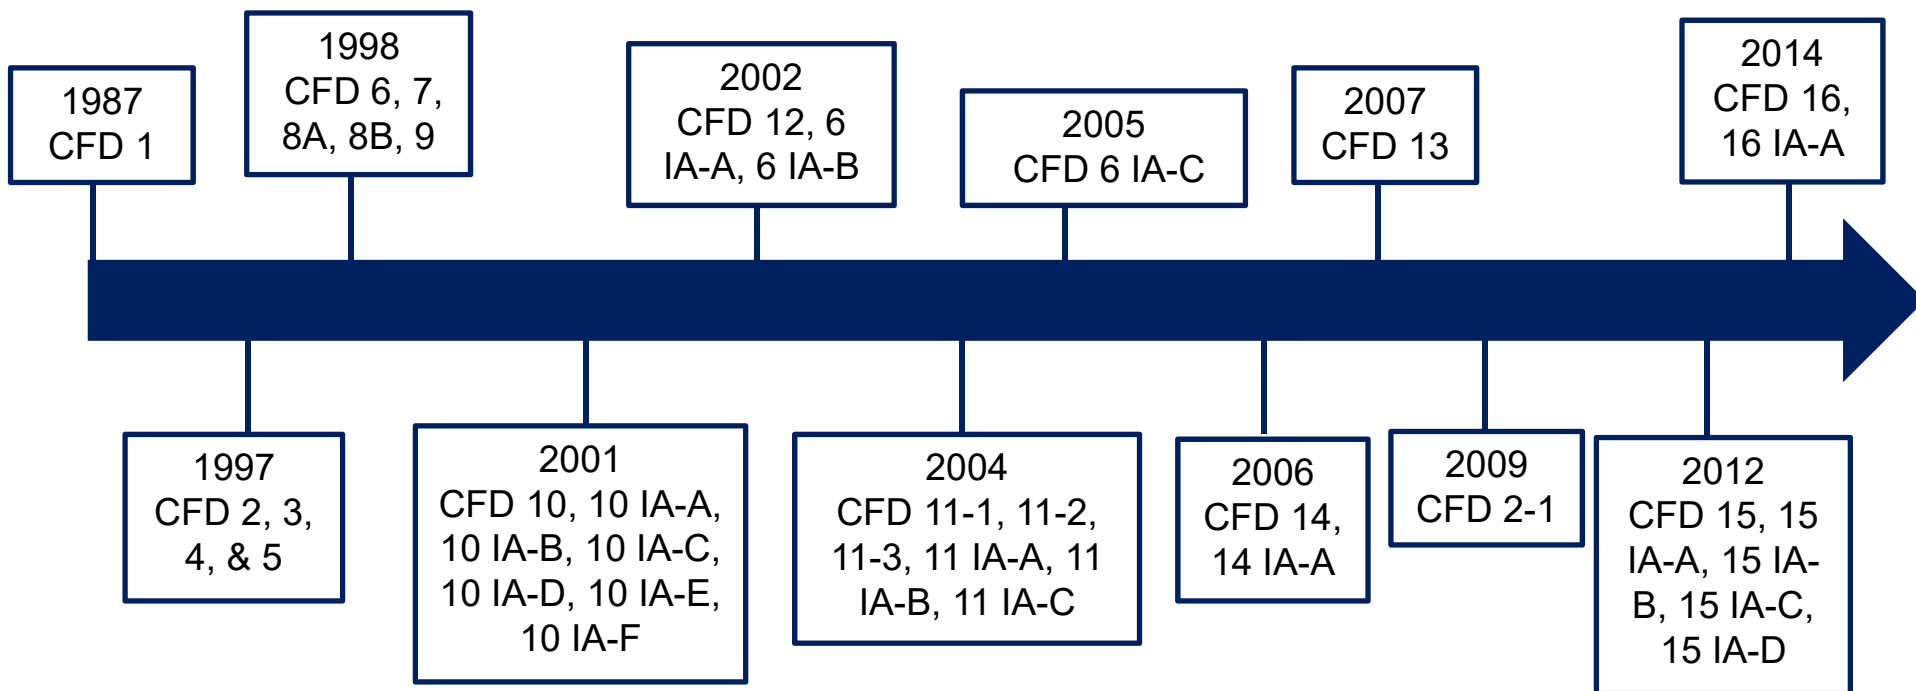 1987
CFD 1
1998
CFD 6, 7,
8A, 8B, 9
2002
CFD 12, 6
IA-A, 6 IA-B
2005
CFD 6 IA-C
2007
CFD 13
2014
CFD 16,
16 IA-A
1997
CFD 2, 3,
4, & 5
2001
CFD 10, 10 IA-A,
10 IA-B, 10 IA-C,
10 IA-D, 10 IA-E,
10 IA-F
2004
CFD 11-1, 11-2,
11-3, 11 IA-A, 11
IA-B, 11 IA-C
2006
CFD 14,
14 IA-A
2009
CFD 2-1
2012
CFD 15, 15
IA-A, 15 IA-
B, 15 IA-C,
15 IA-D